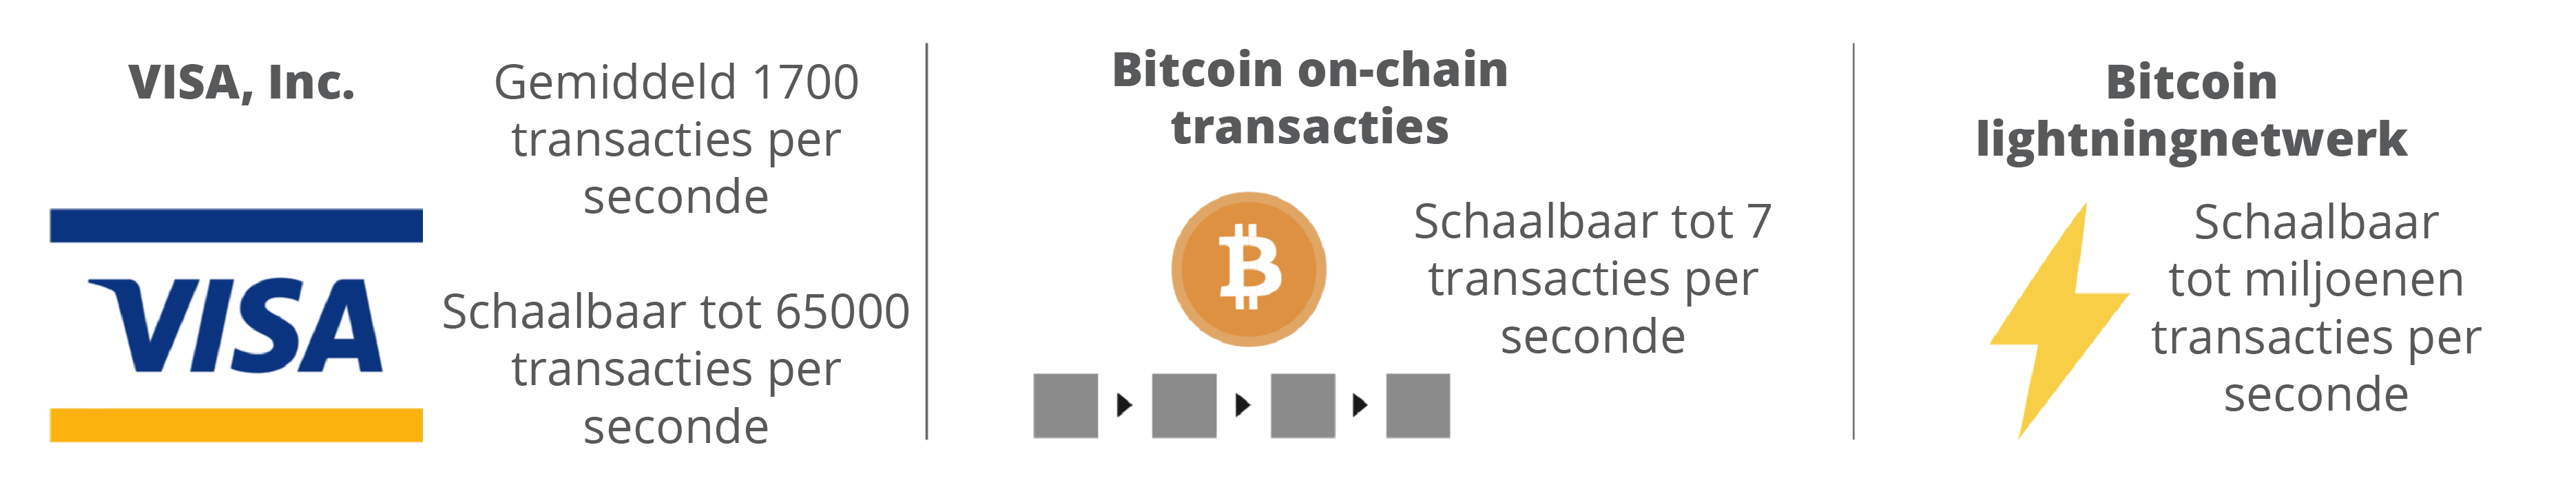 VISA, Inc.
Gemiddeld 1700
transacties per
seconde
VISA
Schaalbaar tot 65000
transacties per
seconde
Bitcoin on-chain
transacties
Schaalbaar tot 7
transacties per
seconde
Bitcoin
lightningnetwerk
Schaalbaar
tot miljoenen
transacties per
seconde